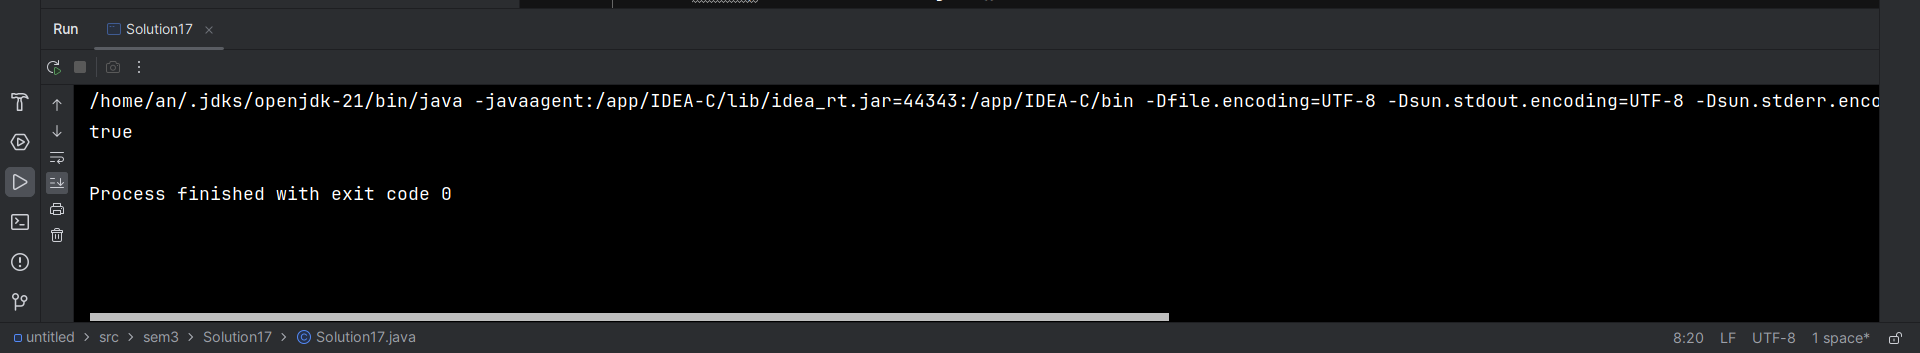 Run Solution17
/home/an/.jdks/openjdk-21/bin/java -javaagent:/app/IDEA-C/lib/idea_rt.jar=44343:/app/IDEA-C/bin -Dfile.encoding=UTF-8 -Dsun.stdout.encoding=UTF-8 -Dsun.stderr.enco
true
Process finished with exit code 0
untitled > src > sem3 > Solution17 > Solution17.java 8:20 LF UTF-8 1 space*